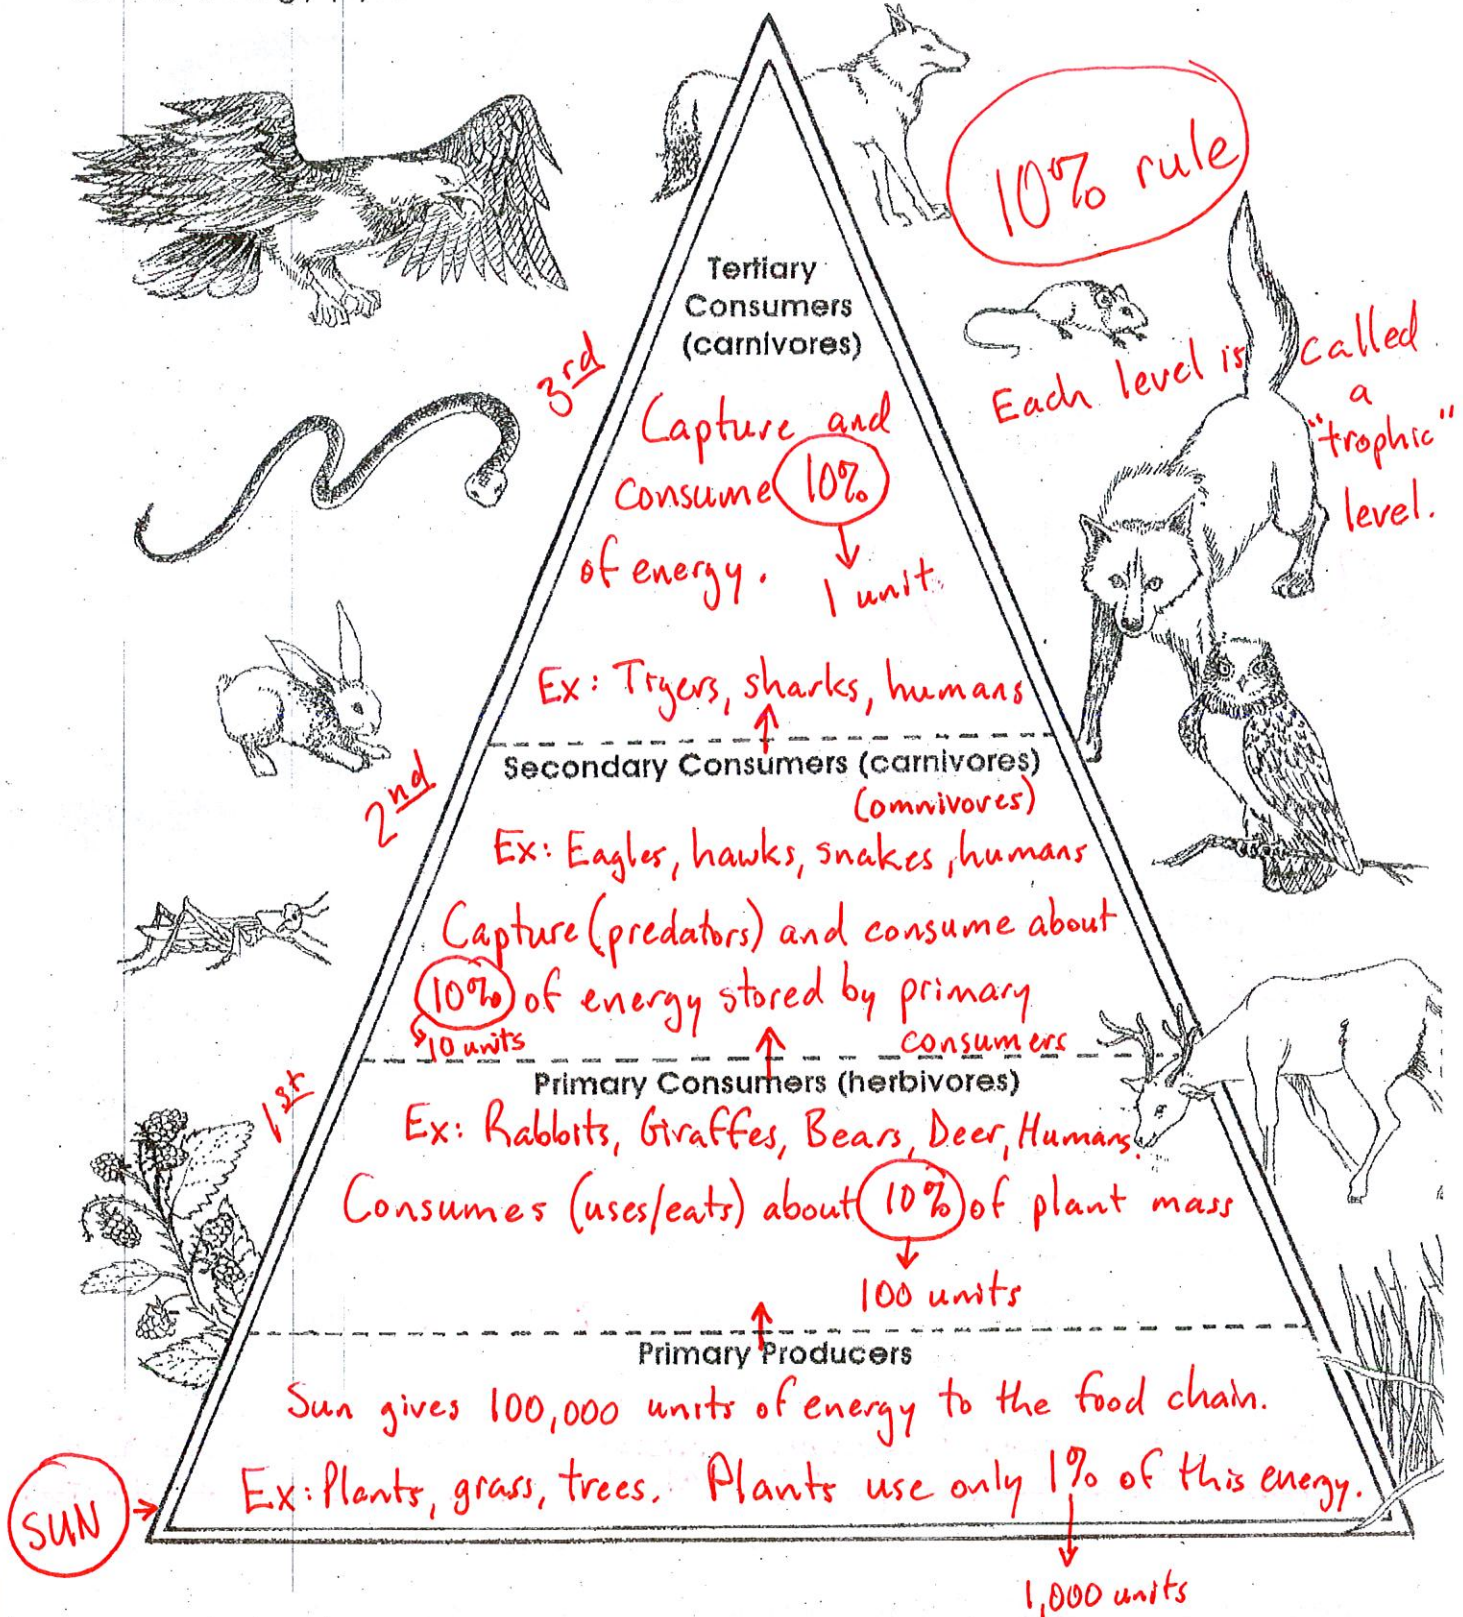 10% rule
Tertiary
Consumers
(carnivores)
3rd
Each level is called
a
"trophic"
level.
Capture and
consume 10%
of energy.
1 unit
Ex: Tigers, sharks, humans
Secondary Consumers (carnivores)
(omnivores)
2nd
Ex: Eagles, hawks, snakes, humans
Capture (predators) and consume about
10% of energy stored by primary
consumers
10 units
Primary Consumers (herbivores)
1st
Ex: Rabbits, Giraffes, Bears, Deer, Humans.
Consumes (uses/eats) about 10% of plant mass
100 units
Primary Producers
Sun gives 100,000 units of energy to the food chain.
Ex: Plants, grass, trees. Plants use only 1% of this energy.
SUN
1,000 units